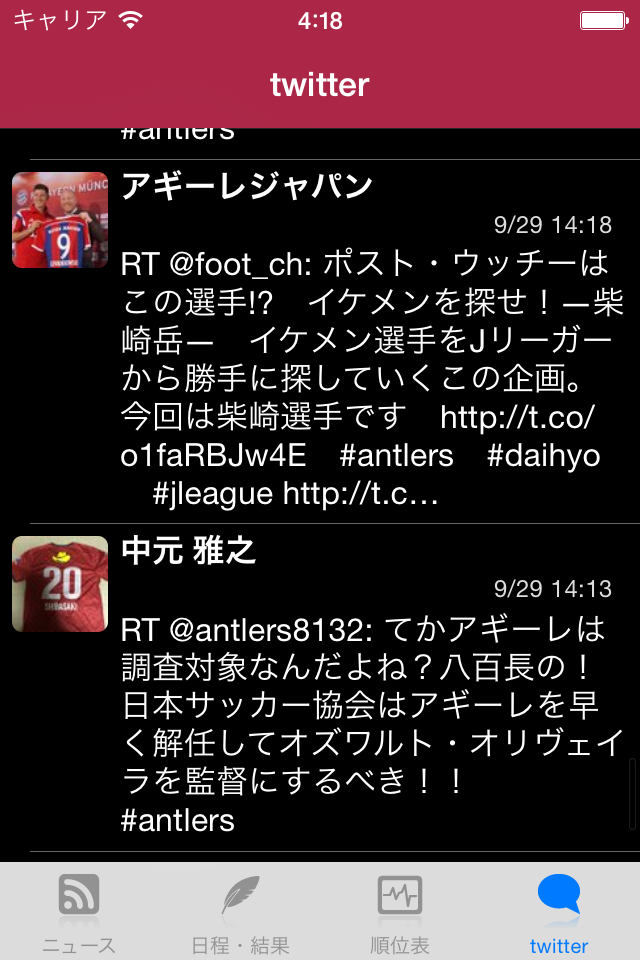 キャリア 4:18
twitter
#antlers
アギーレジャパン
9/29 14:18
RT @foot_ch: ポスト・ウッチーは
この選手!?　イケメンを探せ！—柴
崎岳—　イケメン選手をJリーガー
から勝手に探していくこの企画。
今回は柴崎選手です　http://t.co/
o1faRBJw4E　#antlers　#daihyo
　#jleague http://t.c…
中元 雅之
9/29 14:13
RT @antlers8132: てかアギーレは
調査対象なんだよね？八百長の！
日本サッカー協会はアギーレを早
く解任してオズワルト・オリヴェイ
ラを監督にするべき！！
#antlers
20
SHIBASAKI
9
ニュース 日程・結果 順位表 twitter